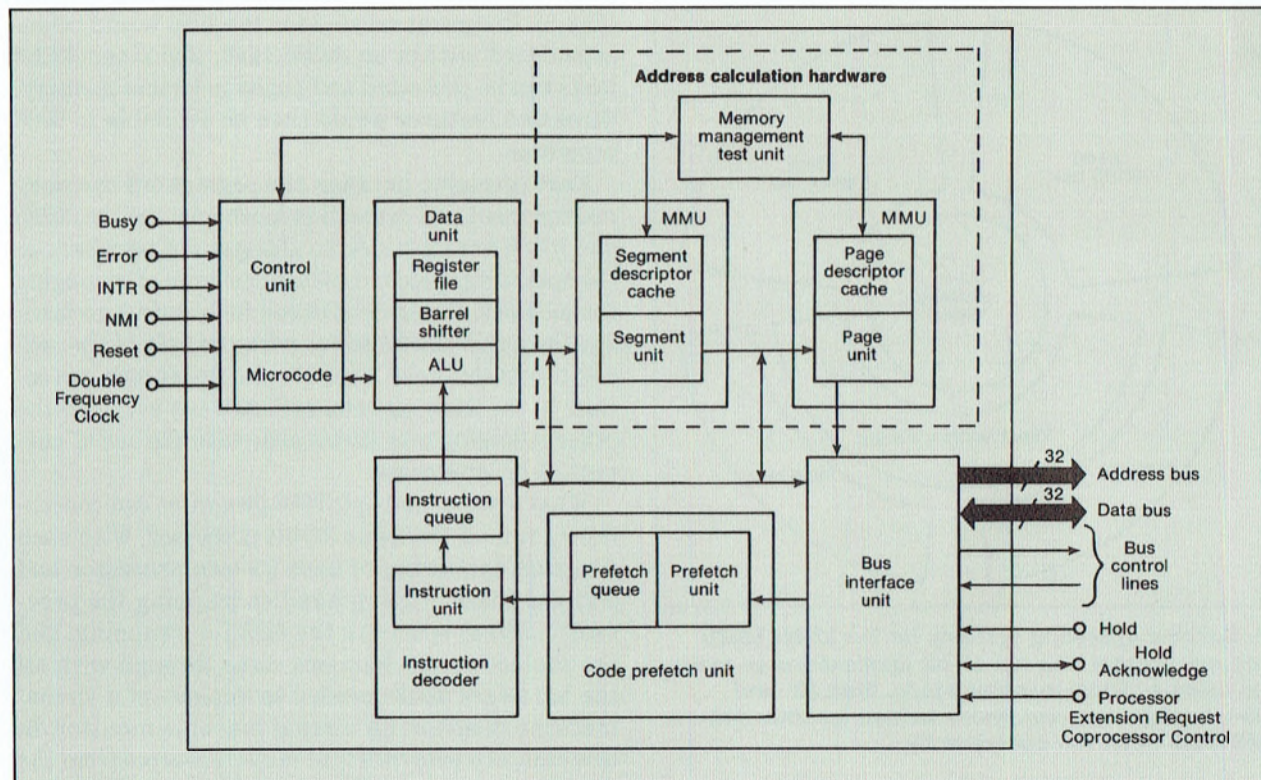 Address calculation hardware
Memory
management
test unit
Busy
Error
INTR
NMI
Reset
Double
Frequency
Clock
Control
unit
Microcode
Data
unit
Register
file
Barrel
shifter
ALU
MMU
Segment
descriptor
cache
Segment
unit
MMU
Page
descriptor
cache
Page
unit
Instruction
queue
Instruction
unit
Instruction
decoder
Prefetch
queue
Prefetch
unit
Code prefetch unit
Bus
interface
unit
32
Address bus
32
Data bus
Bus
control
lines
Hold
Hold
Acknowledge
Processor
Extension Request
Coprocessor Control